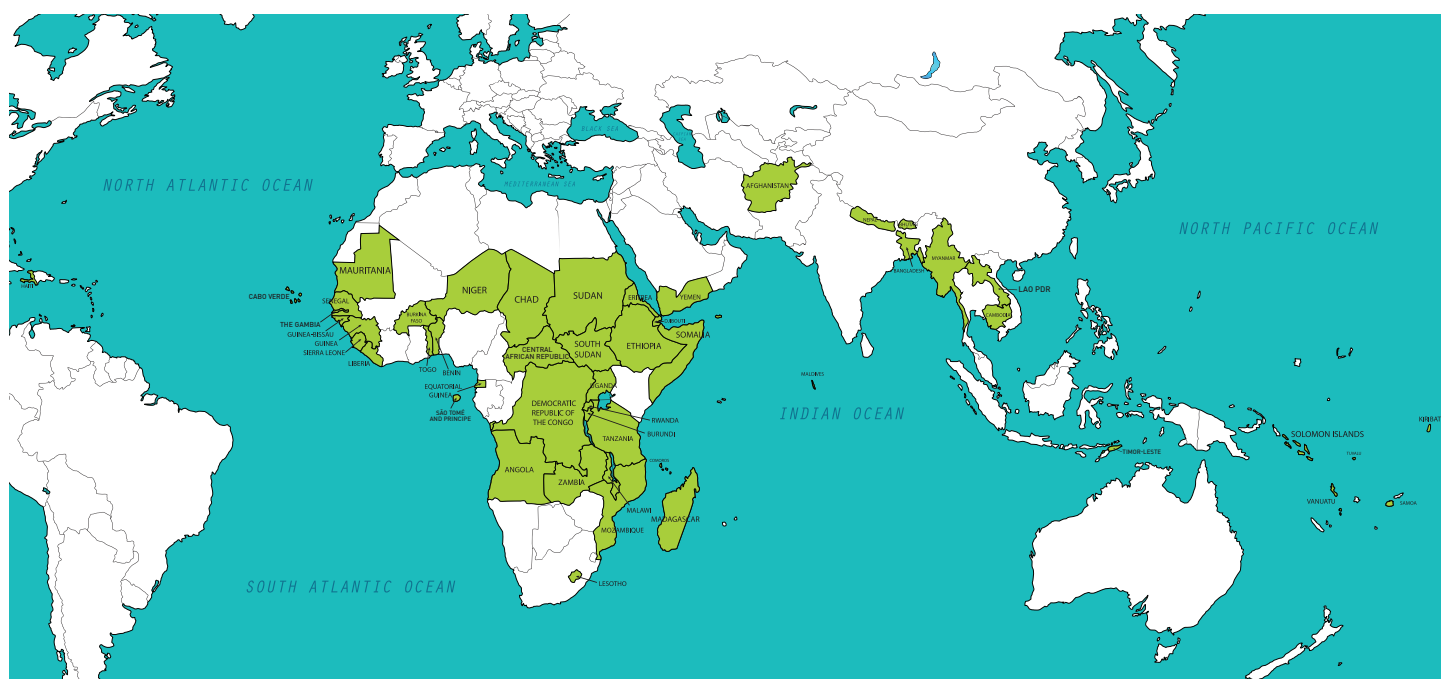 BLACK SEA
NORTH ATLANTIC OCEAN
MEDITERRANEAN SEA
AFGHANISTAN
NEPAL
BHUTAN
NORTH PACIFIC OCEAN
MYANMAR
BANGLADESH
MAURITANIA
HAITI
CABO VERDE
SENEGAL
NIGER
CHAD
SUDAN
ERITREA
YEMEN
LAO PDR
CAMBODIA
THE GAMBIA
GUINEA-BISSAU
GUINEA
SIERRA LEONE
LIBERIA
BURKINA
FASO
TOGO
BENIN
DJIBOUTI
SOMALIA
ETHIOPIA
SOUTH
SUDAN
CENTRAL
AFRICAN REPUBLIC
EQUATORIAL
GUINEA
SÃO TOMÉ
AND PRINCIPE
UGANDA
DEMOCRATIC
REPUBLIC OF
THE CONGO
RWANDA
BURUNDI
TANZANIA
MALDIVES
INDIAN OCEAN
KIRIBATI
SOLOMON ISLANDS
TIMOR-LESTE
TUVALU
COMOROS
ANGOLA
ZAMBIA
MALAWI
MOZAMBIQUE
MADAGASCAR
VANUATU
SAMOA
LESOTHO
SOUTH ATLANTIC OCEAN